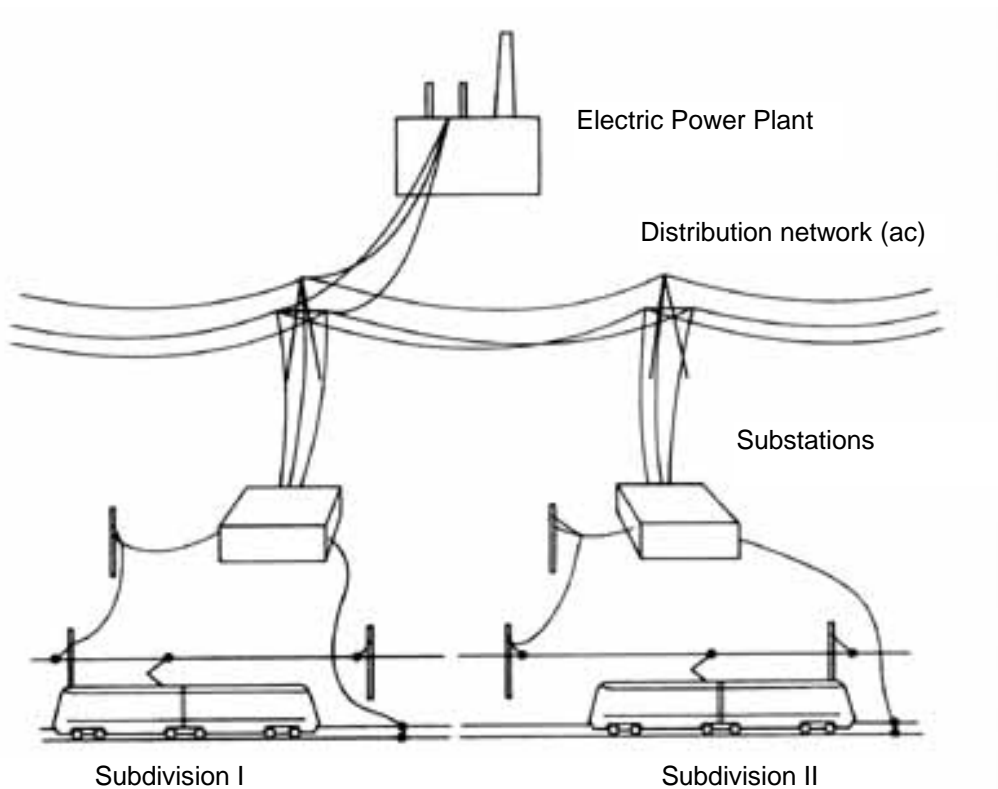 Electric Power Plant
Distribution network (ac)
Substations
Subdivision I
Subdivision II